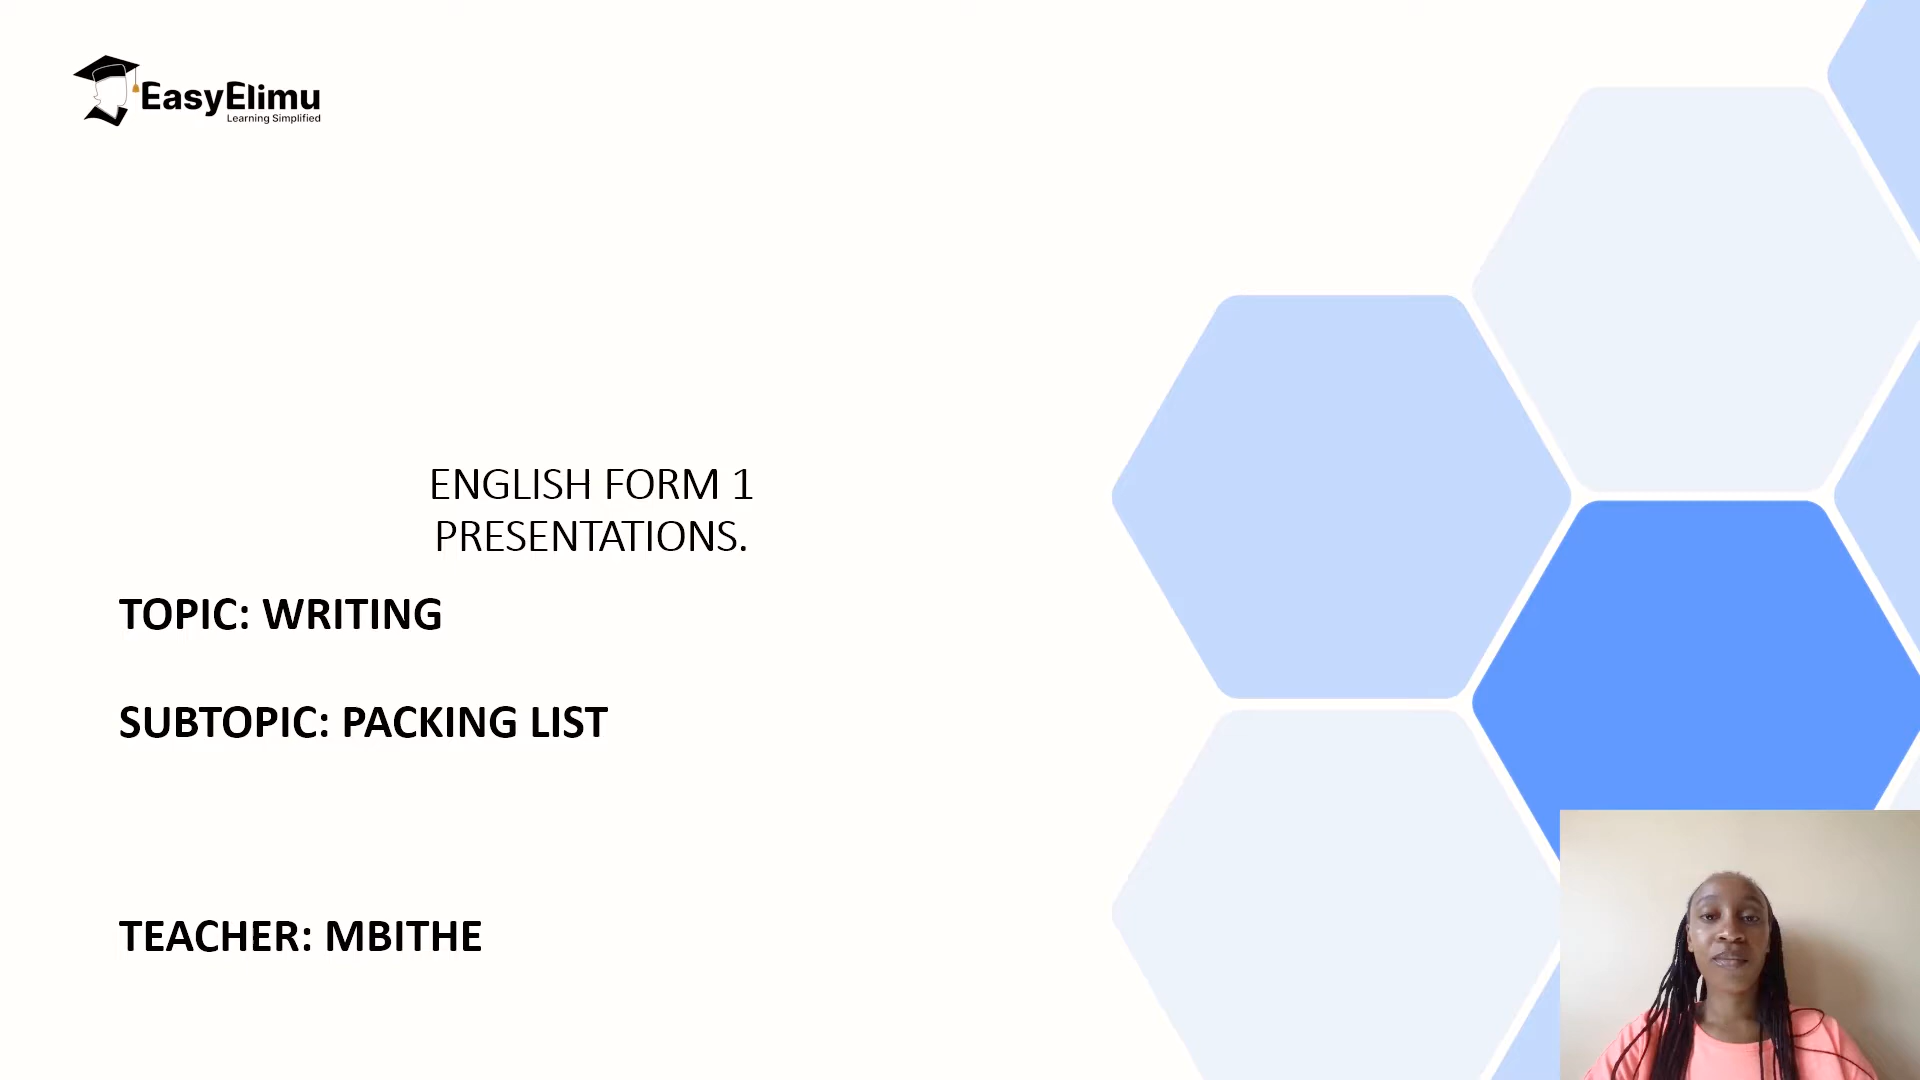 EasyElimu
Learning Simplified
ENGLISH FORM 1
PRESENTATIONS.
TOPIC: WRITING
SUBTOPIC: PACKING LIST
TEACHER: MBITHE